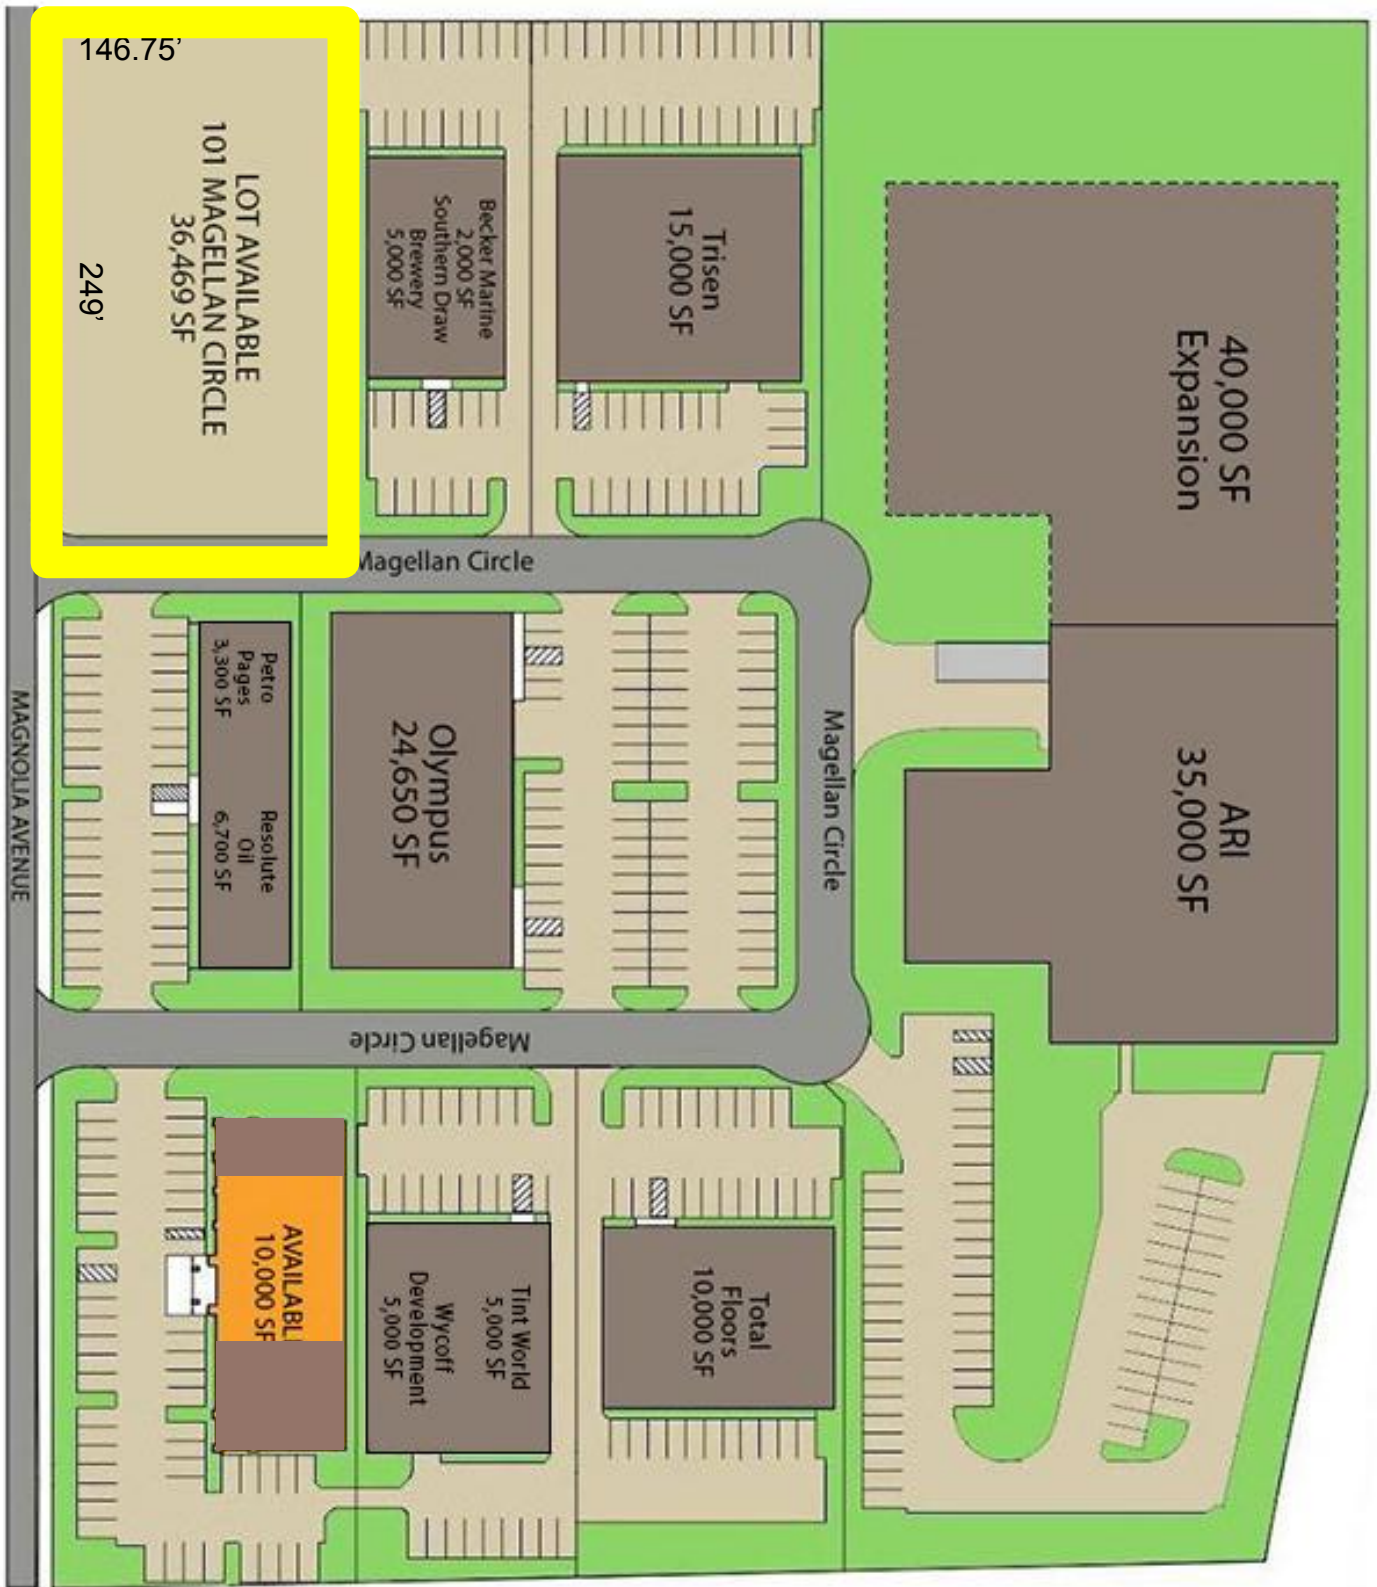 146.75’
249’
LOT AVAILABLE
101 MAGELLAN CIRCLE
36,469 SF
Becker Marine
2,000 SF
Southern Draw
Brewery
5,000 SF
Trisen
15,000 SF
40,000 SF
Expansion
Magellan Circle
Petro
Pages
3,300 SF
Resolute
Oil
6,700 SF
Olympus
24,650 SF
Magellan Circle
ARI
35,000 SF
MAGNOLIA AVENUE
Magellan Circle
AVAILABL
10,000 SF
Tint World
5,000 SF
Wycoff
Development
5,000 SF
Total
Floors
10,000 SF